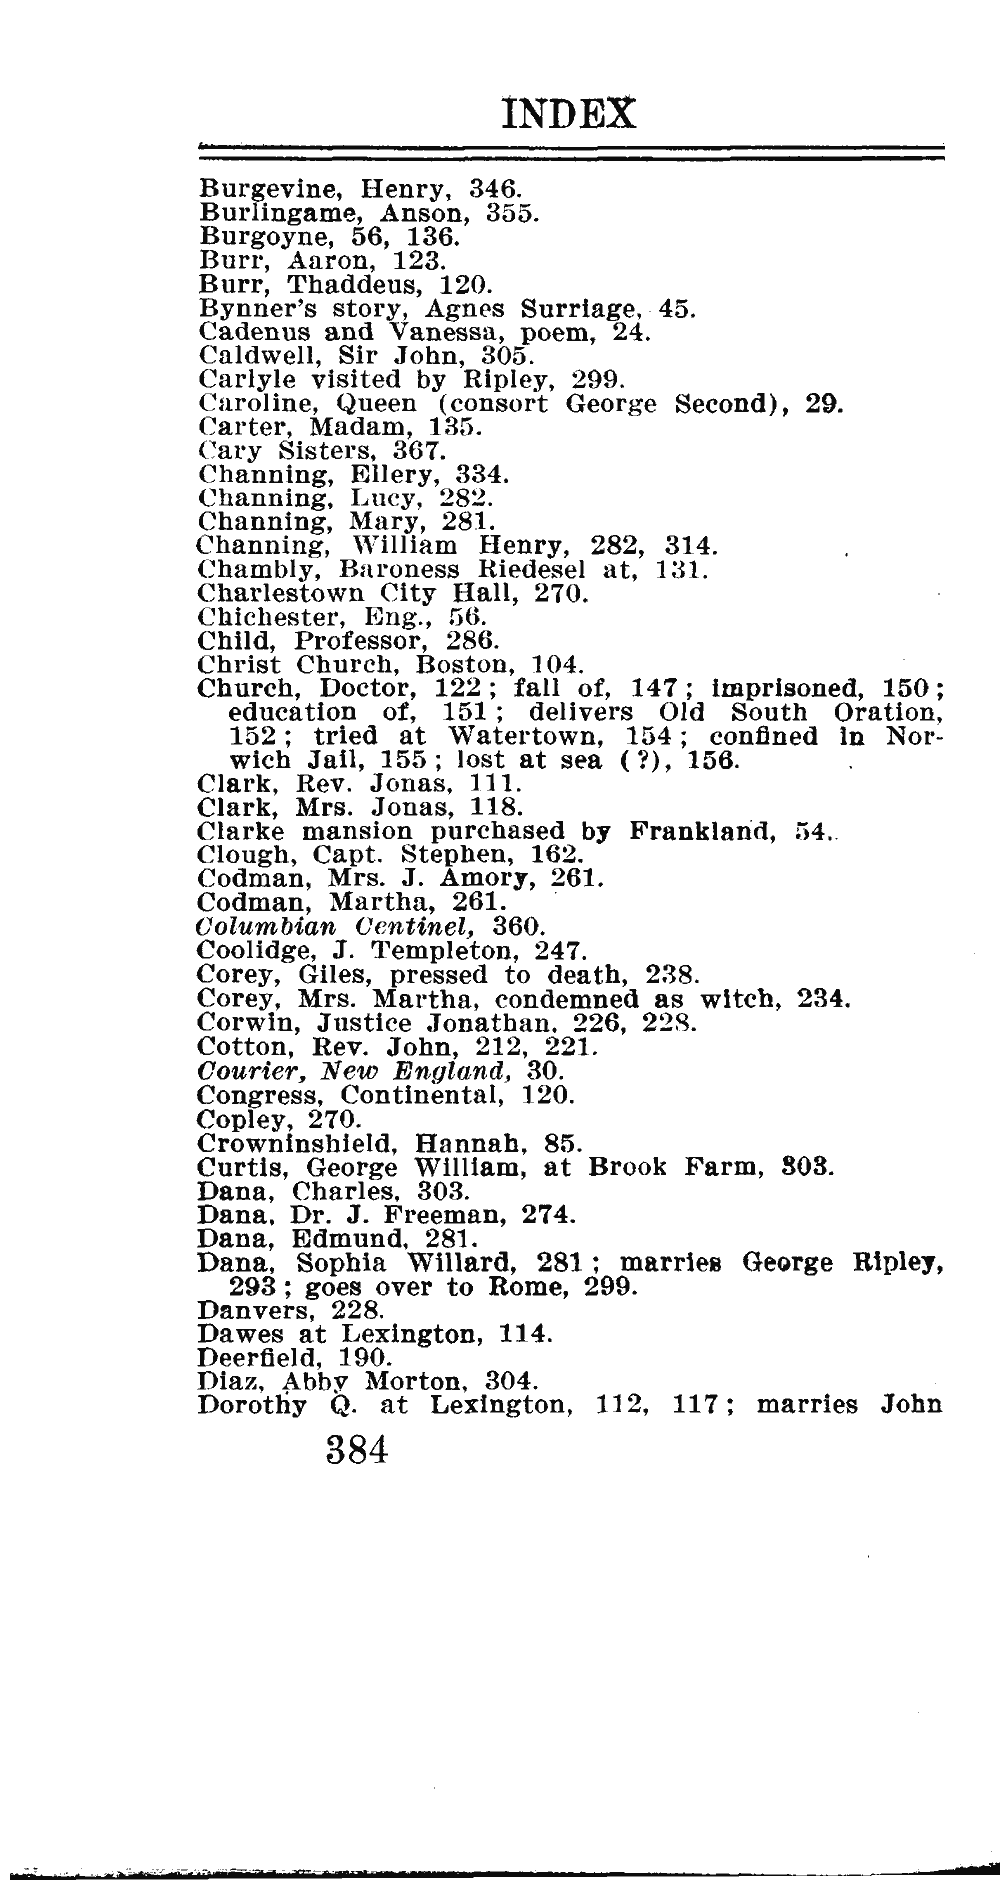 INDEX
Burgevine, Henry, 346.
Burlingame, Anson, 355.
Burgoyne, 56, 136.
Burr, Aaron, 123.
Burr, Thaddeus, 120.
Bynner's story, Agnes Surriage, 45.
Cadenus and Vanessa, poem, 24.
Caldwell, Sir John, 305.
Carlyle visited by Ripley, 299.
Caroline, Queen (consort George Second), 29.
Carter, Madam, 135.
Cary Sisters, 367.
Channing, Ellery, 334.
Channing, Lucy, 282.
Channing, Mary, 281.
Channing, William Henry, 282, 314.
Chambly, Baroness Riedesel at, 131.
Charlestown City Hall, 270.
Chichester, Eng., 56.
Child, Professor, 286.
Christ Church, Boston, 104.
Church, Doctor, 122; fall of, 147; imprisoned, 150;
education of, 151; delivers Old South Oration,
152; tried at Watertown, 154; confined in Nor-
wich Jail, 155; lost at sea (?), 156.
Clark, Rev. Jonas, 111.
Clark, Mrs. Jonas, 118.
Clarke mansion purchased by Frankland, 54.
Clough, Capt. Stephen, 162.
Codman, Mrs. J. Amory, 261.
Codman, Martha, 261.
Columbian Centinel, 360.
Coolidge, J. Templeton, 247.
Corey, Giles, pressed to death, 238.
Corey, Mrs. Martha, condemned as witch, 234.
Corwin, Justice Jonathan, 226, 228.
Cotton, Rev. John, 212, 221.
Courier, New England, 30.
Congress, Continental, 120.
Copley, 270.
Crowninshield, Hannah, 85.
Curtis, George William, at Brook Farm, 303.
Dana, Charles, 303.
Dana, Dr. J. Freeman, 274.
Dana, Edmund, 281.
Dana, Sophia Willard, 281; marries George Ripley,
293; goes over to Rome, 299.
Danvers, 228.
Dawes at Lexington, 114.
Deerfield, 190.
Diaz, Abby Morton, 304.
Dorothy Q. at Lexington, 112, 117; marries John
384